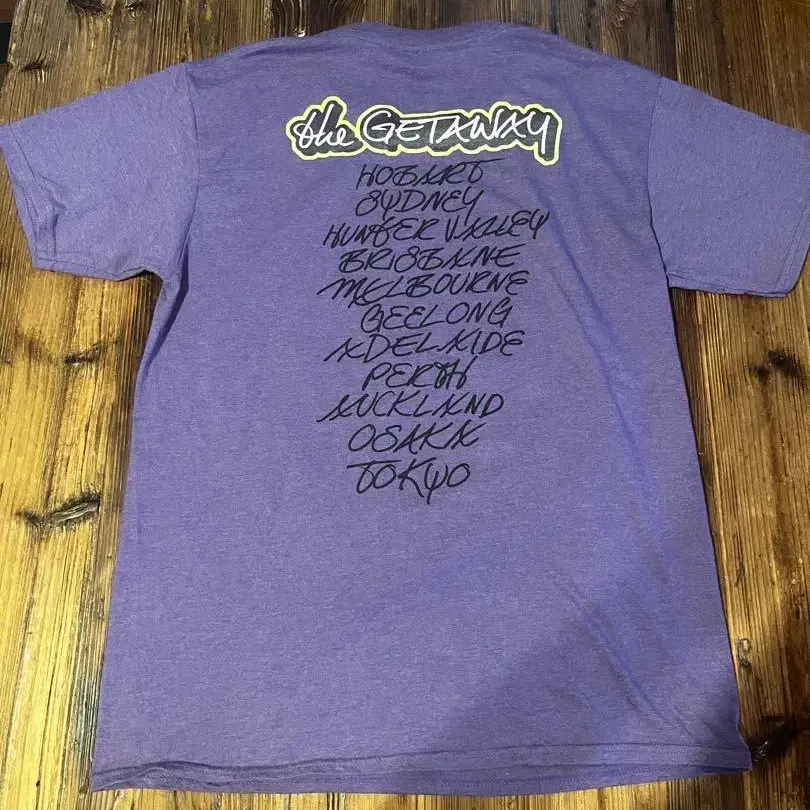 the GETAWAY
HOBART
SYDNEY
HUNTER VALLEY
BRISBANE
MELBOURNE
GEELONG
ADELAIDE
PERTH
AUCKLAND
OSAKA
TOKYO